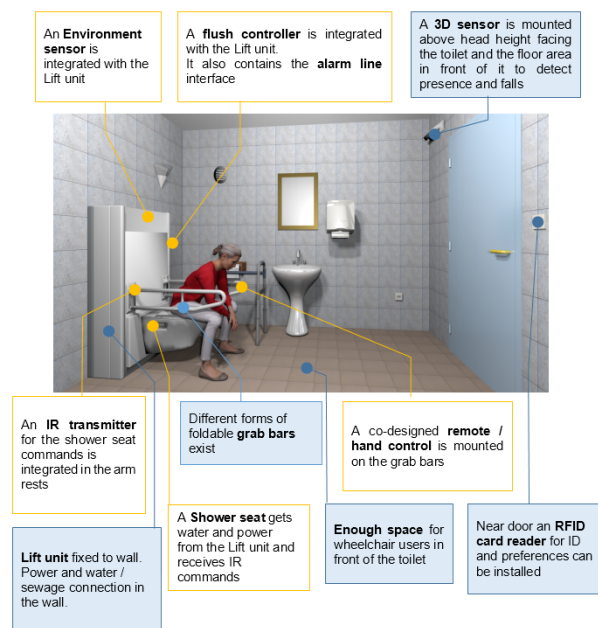 An Environment
sensor is
integrated with the
Lift unit
A flush controller is integrated
with the Lift unit.
It also contains the alarm line
interface
A 3D sensor is mounted
above head height facing
the toilet and the floor area
in front of it to detect
presence and falls
An IR transmitter
for the shower seat
commands is
integrated in the arm
rests
Different forms of
foldable grab bars
exist
A co-designed remote /
hand control is mounted
on the grab bars
Lift unit fixed to wall.
Power and water /
sewage connection in
the wall.
A Shower seat gets
water and power
from the Lift unit and
receives IR
commands
Enough space for
wheelchair users in
front of the toilet
Near door an RFID
card reader for ID
and preferences can
be installed